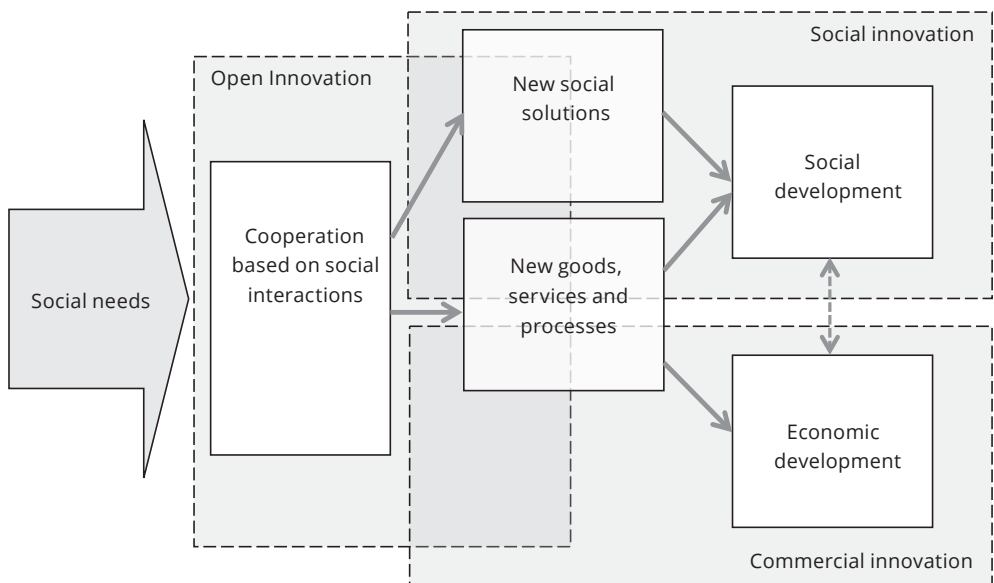 Social innovation
Open Innovation
New social
solutions
Social
development
Cooperation
based on social
interactions
New goods,
services and
processes
Social needs
Economic
development
Commercial innovation